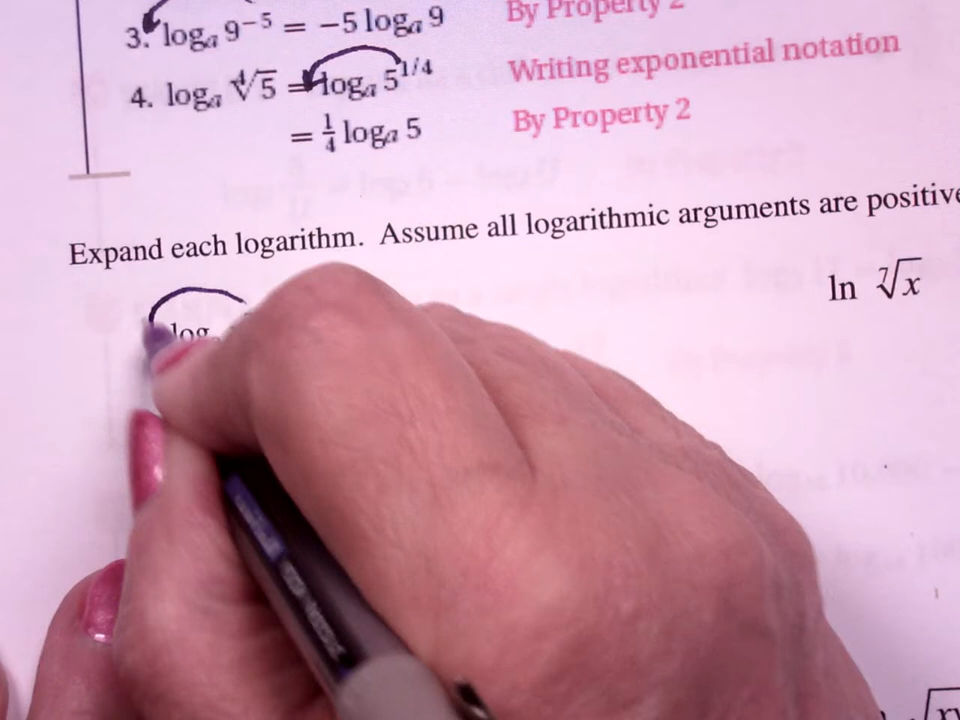 3. logₐ 9⁻⁵ = −5 logₐ 9 By Property 2
4. logₐ ∜5 = logₐ 5^{1/4} Writing exponential notation
= ¼ logₐ 5 By Property 2
Expand each logarithm. Assume all logarithmic arguments are positive
log ln ⁷√x